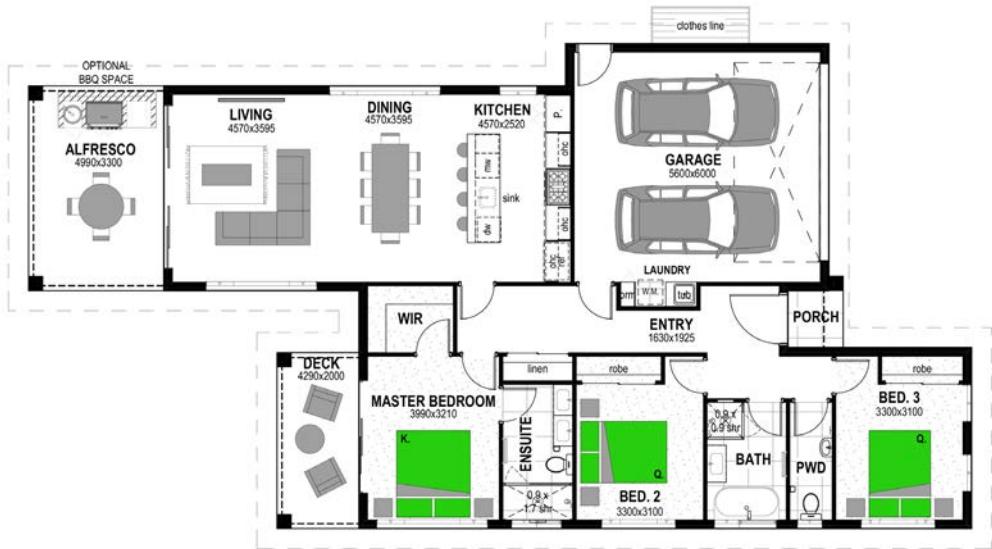 clothes line
OPTIONAL
BBQ SPACE
ALFRESCO
4990x3300
LIVING
4570x3595
DINING
4570x3595
KITCHEN
4570x2520
P.
ohc
mw
sink
dw
ohc
ohc
ref
GARAGE
5600x6000
LAUNDRY
brm
W.M.
tub
WIR
ENTRY
1630x1925
PORCH
DECK
4290x2000
MASTER BEDROOM
3990x3210
K.
linen
ENSUITE
0.9 x
1.7 shr
robe
Q.
BED. 2
3300x3100
0.9 x
0.9 shr
BATH
PWD
robe
BED. 3
3300x3100
Q.